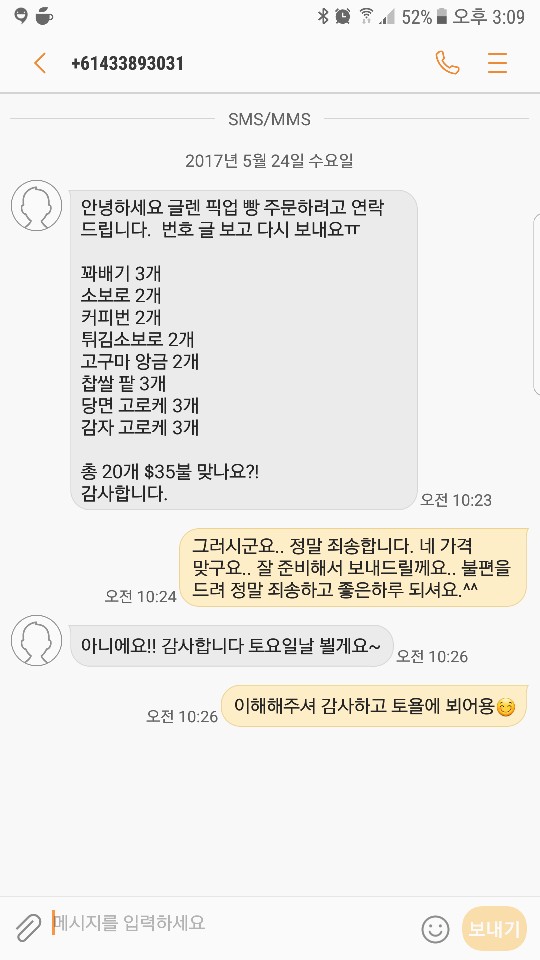 52% 오후 3:09
+61433893031
SMS/MMS
2017년 5월 24일 수요일
안녕하세요 글렌 픽업 빵 주문하려고 연락
드립니다. 번호 글 보고 다시 보내요ㅠ
꽈배기 3개
소보로 2개
커피번 2개
튀김소보로 2개
고구마 앙금 2개
찹쌀 팥 3개
당면 고로케 3개
감자 고로케 3개
총 20개 $35불 맞나요?!
감사합니다.
오전 10:23
그러시군요.. 정말 죄송합니다. 네 가격
맞구요.. 잘 준비해서 보내드릴께요.. 불편을
드려 정말 죄송하고 좋은하루 되셔요.^^
오전 10:24
아니에요!! 감사합니다 토요일날 뵐게요~
오전 10:26
이해해주셔 감사하고 토욜에 뵈어용😊
오전 10:26
메시지를 입력하세요
보내기